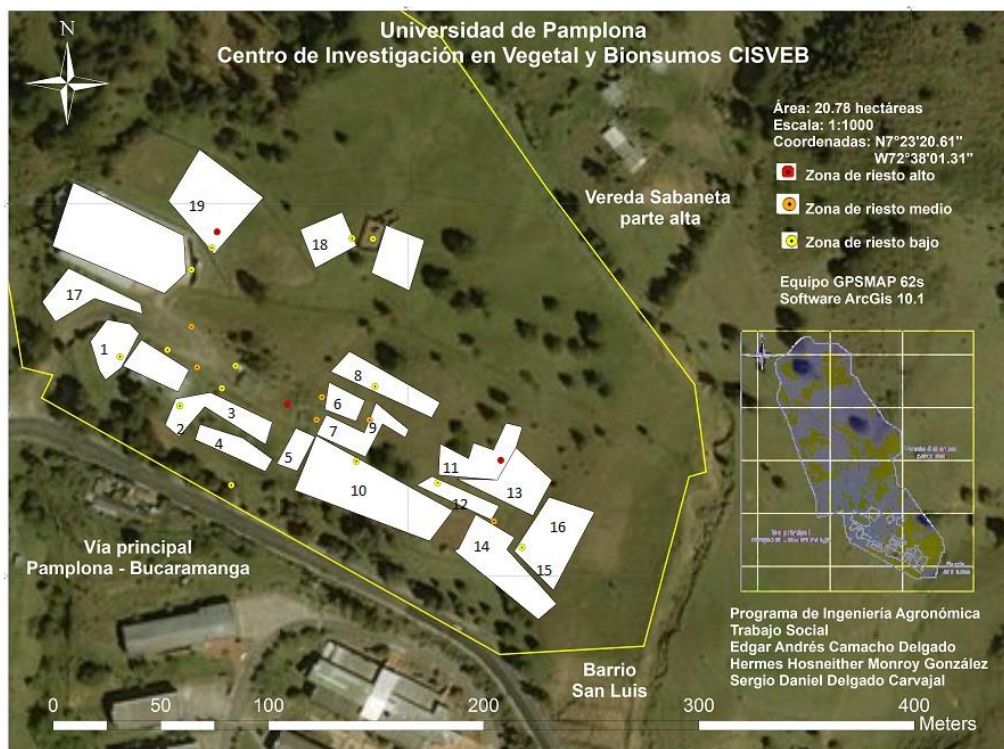 Universidad de Pamplona
Centro de Investigación en Vegetal y Bionsumos CISVEB
N
Área: 20.78 hectáreas
Escala: 1:1000
Coordenadas: N7°23'20.61"
W72°38'01.31"
Zona de riesto alto
Zona de riesto medio
Zona de riesto bajo
Equipo GPSMAP 62s
Software ArcGis 10.1
Vereda Sabaneta
parte alta
19
18
17
1
8
6
3
2
9
7
4
5
11
10
13
12
16
14
15
Vía principal
Pamplona - Bucaramanga
Barrio
San Luis
Programa de Ingeniería Agronómica
Trabajo Social
Edgar Andrés Camacho Delgado
Hermes Hosneither Monroy González
Sergio Daniel Delgado Carvajal
0 50 100 200 300 400
Meters